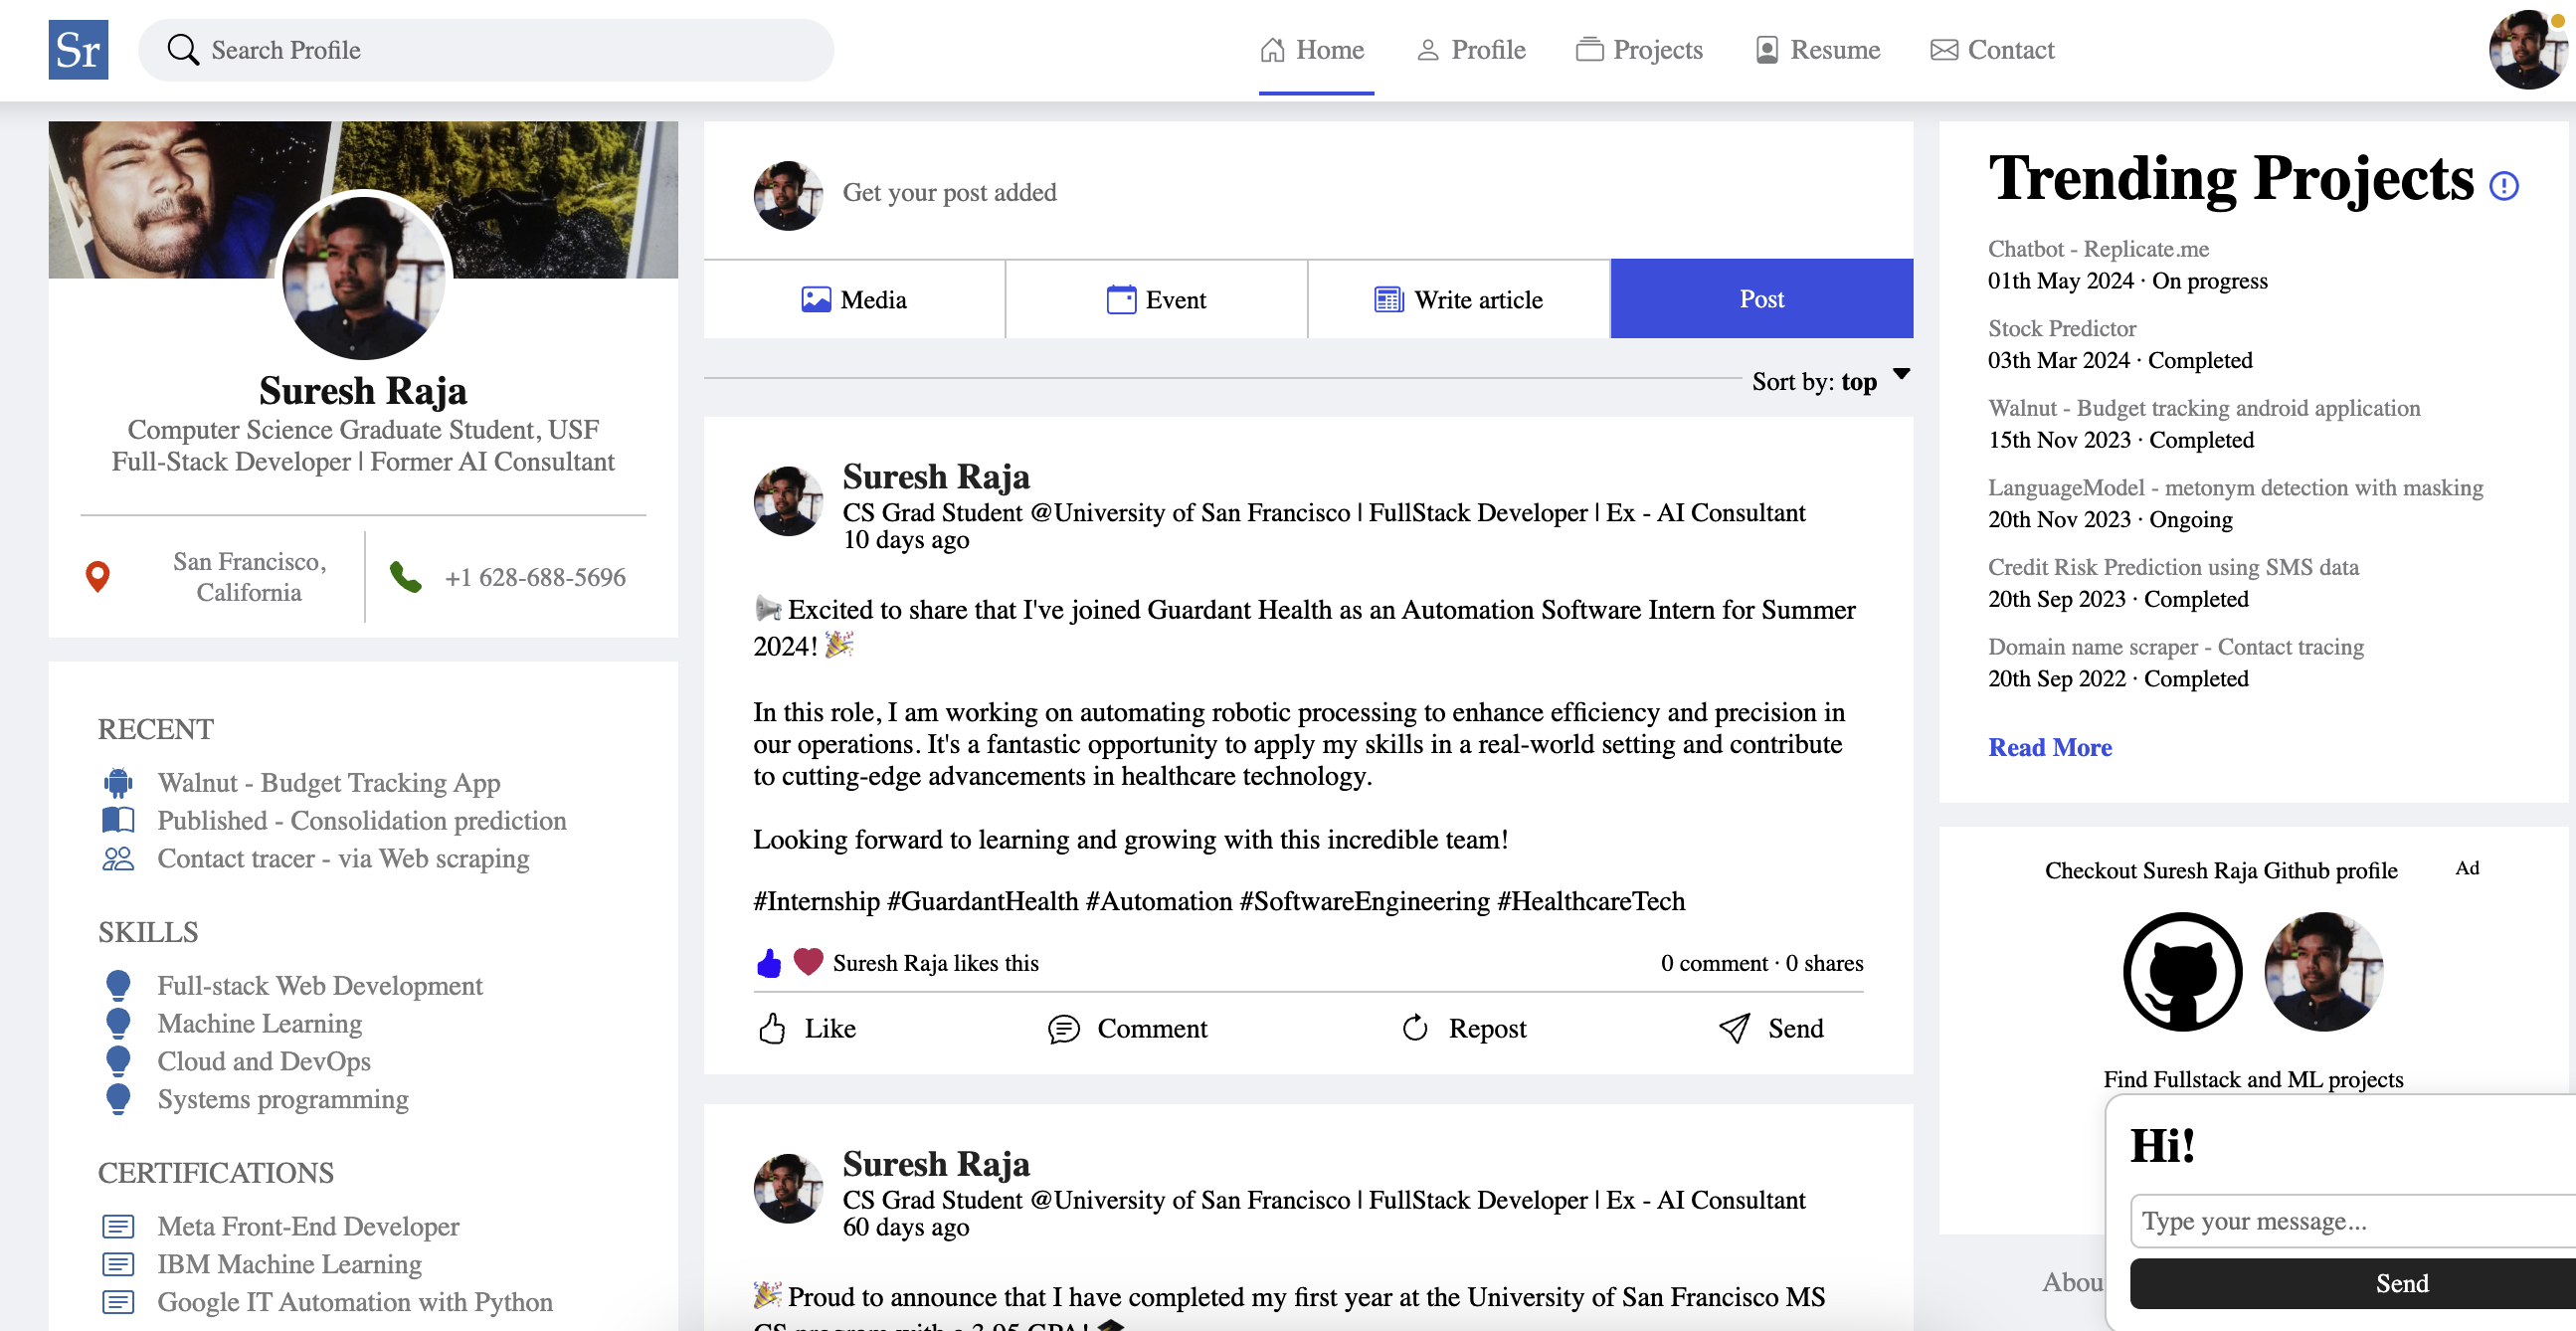 Sr
Search Profile
Home
Profile
Projects
Resume
Contact
Suresh Raja
Computer Science Graduate Student, USF
Full-Stack Developer | Former AI Consultant
San Francisco,
California
+1 628-688-5696
RECENT
Walnut - Budget Tracking App
Published - Consolidation prediction
Contact tracer - via Web scraping
SKILLS
Full-stack Web Development
Machine Learning
Cloud and DevOps
Systems programming
CERTIFICATIONS
Meta Front-End Developer
IBM Machine Learning
Google IT Automation with Python
Get your post added
Media
Event
Write article
Post
Sort by: top
Suresh Raja
CS Grad Student @University of San Francisco | FullStack Developer | Ex - AI Consultant
10 days ago
📢 Excited to share that I've joined Guardant Health as an Automation Software Intern for Summer
2024! 🎉
In this role, I am working on automating robotic processing to enhance efficiency and precision in
our operations. It's a fantastic opportunity to apply my skills in a real-world setting and contribute
to cutting-edge advancements in healthcare technology.
Looking forward to learning and growing with this incredible team!
#Internship #GuardantHealth #Automation #SoftwareEngineering #HealthcareTech
Suresh Raja likes this
0 comment · 0 shares
Like
Comment
Repost
Send
Suresh Raja
CS Grad Student @University of San Francisco | FullStack Developer | Ex - AI Consultant
60 days ago
🎉 Proud to announce that I have completed my first year at the University of San Francisco MS
CS program with a 3.95 GPA! 🎓
Trending Projects
Chatbot - Replicate.me
01th May 2024 · On progress
Stock Predictor
03th Mar 2024 · Completed
Walnut - Budget tracking android application
15th Nov 2023 · Completed
LanguageModel - metonym detection with masking
20th Nov 2023 · Ongoing
Credit Risk Prediction using SMS data
20th Sep 2023 · Completed
Domain name scraper - Contact tracing
20th Sep 2022 · Completed
Read More
Checkout Suresh Raja Github profile
Ad
Find Fullstack and ML projects
Hi!
Type your message...
Send
Abou